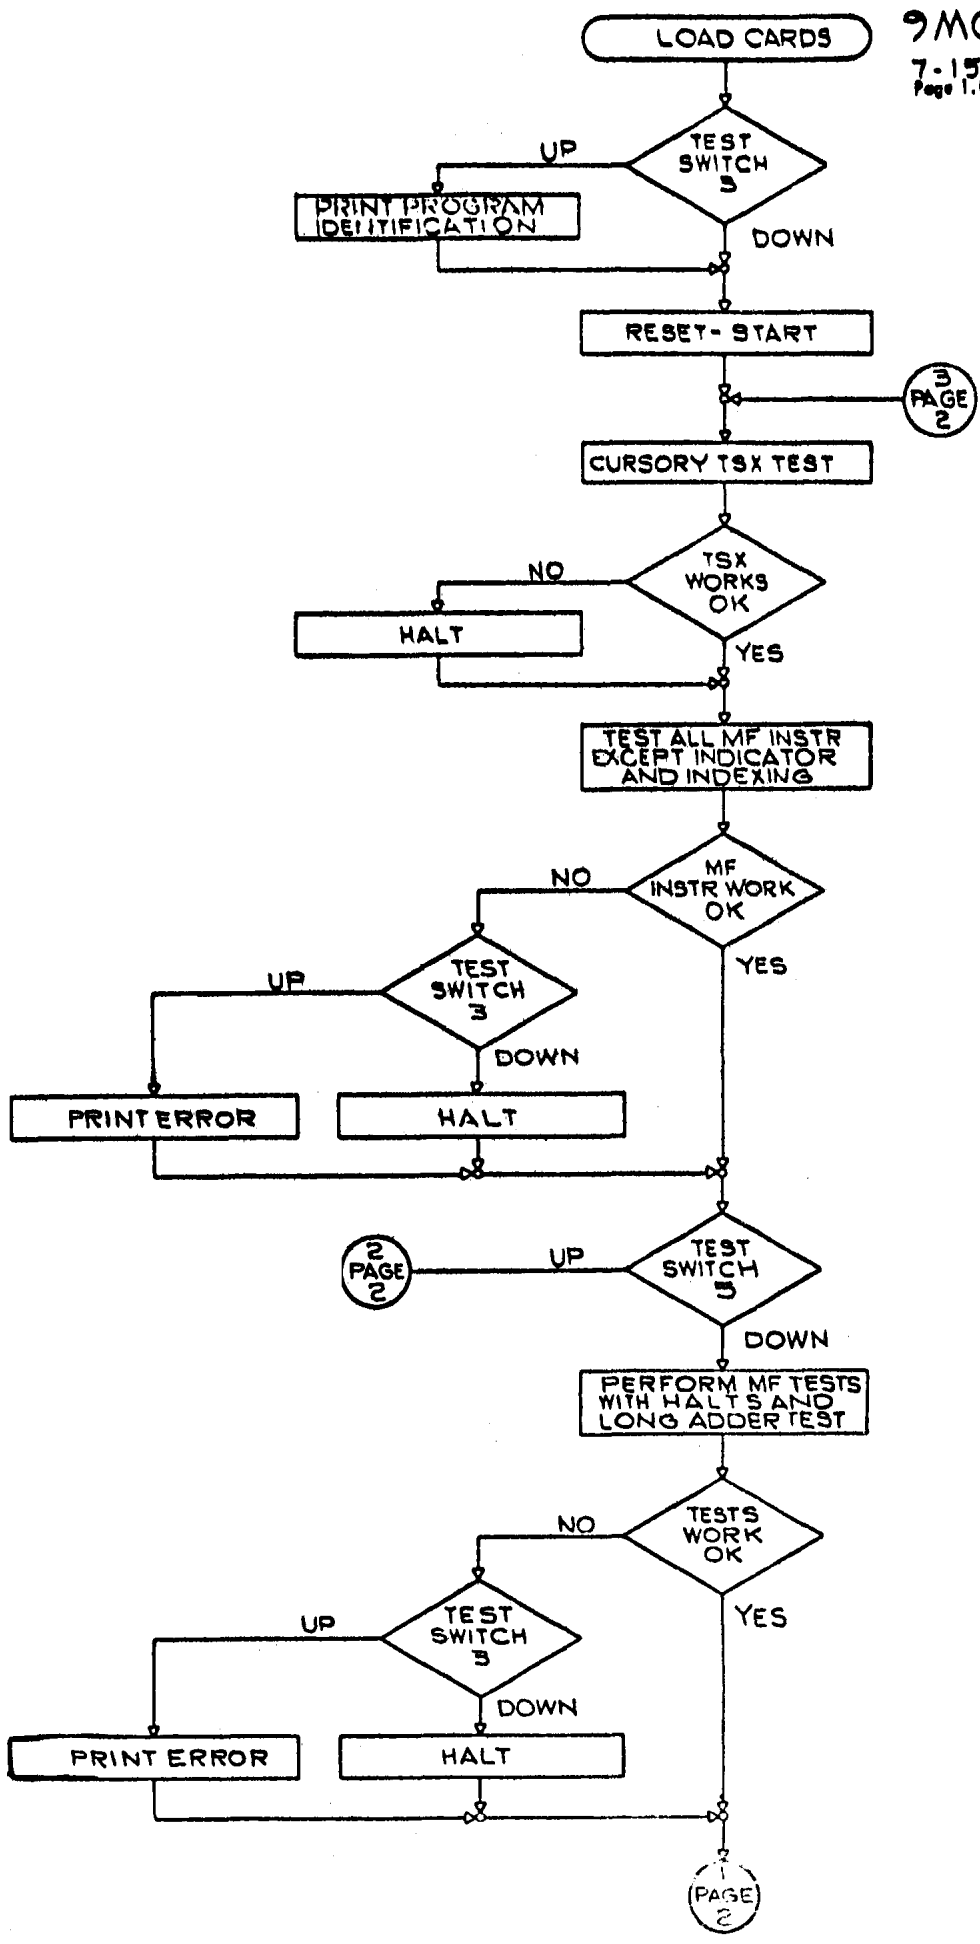 LOAD CARDS
9MO
7-15
Page 1.
TEST
SWITCH
3
UP
DOWN
PRINT PROGRAM
IDENTIFICATION
RESET-START
3
PAGE
2
CURSORY TSX TEST
TSX
WORKS
OK
NO
YES
HALT
TEST ALL MF INSTR
EXCEPT INDICATOR
AND INDEXING
MF
INSTR WORK
OK
NO
YES
TEST
SWITCH
3
UP
DOWN
PRINT ERROR
HALT
TEST
SWITCH
5
UP
2
PAGE
2
DOWN
PERFORM MF TESTS
WITH HALTS AND
LONG ADDER TEST
TESTS
WORK
OK
NO
YES
TEST
SWITCH
3
UP
DOWN
PRINT ERROR
HALT
1
PAGE
2